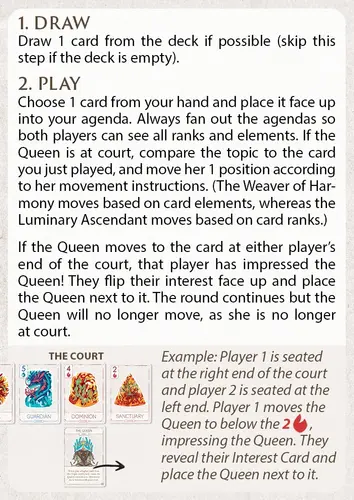 1. DRAW
Draw 1 card from the deck if possible (skip this
step if the deck is empty).
2. PLAY
Choose 1 card from your hand and place it face up
into your agenda. Always fan out the agendas so
both players can see all ranks and elements. If the
Queen is at court, compare the topic to the card
you just played, and move her 1 position according
to her movement instructions. (The Weaver of Har-
mony moves based on card elements, whereas the
Luminary Ascendant moves based on card ranks.)
If the Queen moves to the card at either player's
end of the court, that player has impressed the
Queen! They flip their interest face up and place
the Queen next to it. The round continues but the
Queen will no longer move, as she is no longer
at court.
THE COURT
5 4 2
GUARDIAN DOMINION SANCTUARY
THE QUEEN
Example: Player 1 is seated
at the right end of the court
and player 2 is seated at the
left end. Player 1 moves the
Queen to below the 2,
impressing the Queen. They
reveal their Interest Card and
place the Queen next to it.